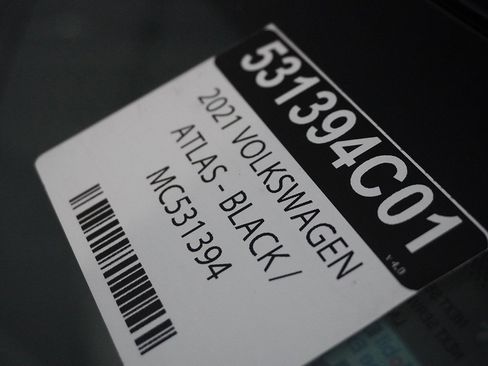 531394C01
v4.0
2021 VOLKSWAGEN
ATLAS - BLACK /
MC531394